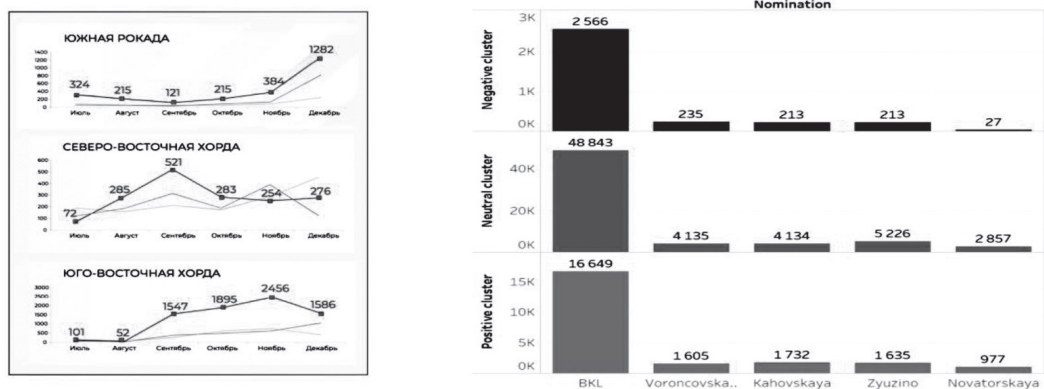 ЮЖНАЯ РОКАДА
1400
1200
1000
800
600
400
200
0
324
215
121
215
384
1282
Июль Август Сентябрь Октябрь Ноябрь Декабрь
СЕВЕРО-ВОСТОЧНАЯ ХОРДА
600
500
400
300
200
100
0
72
285
521
283
254
276
Июль Август Сентябрь Октябрь Ноябрь Декабрь
ЮГО-ВОСТОЧНАЯ ХОРДА
3000
2500
2000
1500
1000
500
0
101
52
1547
1895
2456
1586
Июль Август Сентябрь Октябрь Ноябрь Декабрь
Nomination
Negative cluster
3K
2K
1K
0K
2 566
235
213
213
27
Neutral cluster
40K
20K
0K
48 843
4 135
4 134
5 226
2 857
Positive cluster
15K
10K
5K
0K
16 649
1 605
1 732
1 635
977
BKL Voroncovska.. Kahovskaya Zyuzino Novatorskaya